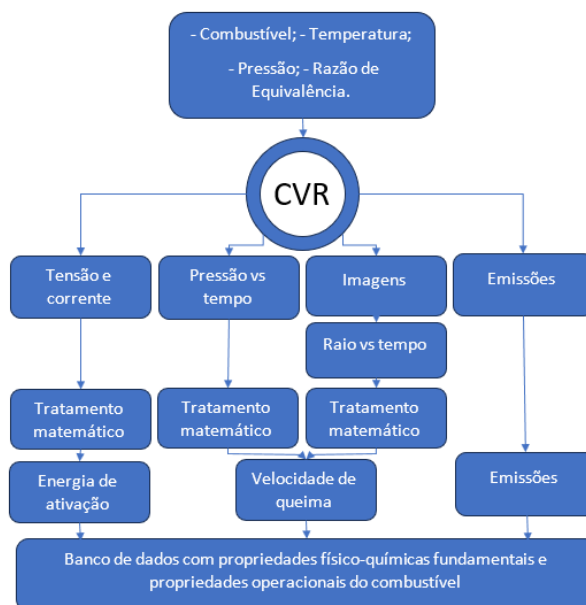 - Combustível; - Temperatura;
- Pressão; - Razão de
Equivalência.
CVR
Tensão e
corrente
Pressão vs
tempo
Imagens
Emissões
Raio vs tempo
Tratamento
matemático
Tratamento
matemático
Tratamento
matemático
Energia de
ativação
Velocidade de
queima
Emissões
Banco de dados com propriedades físico-químicas fundamentais e
propriedades operacionais do combustível